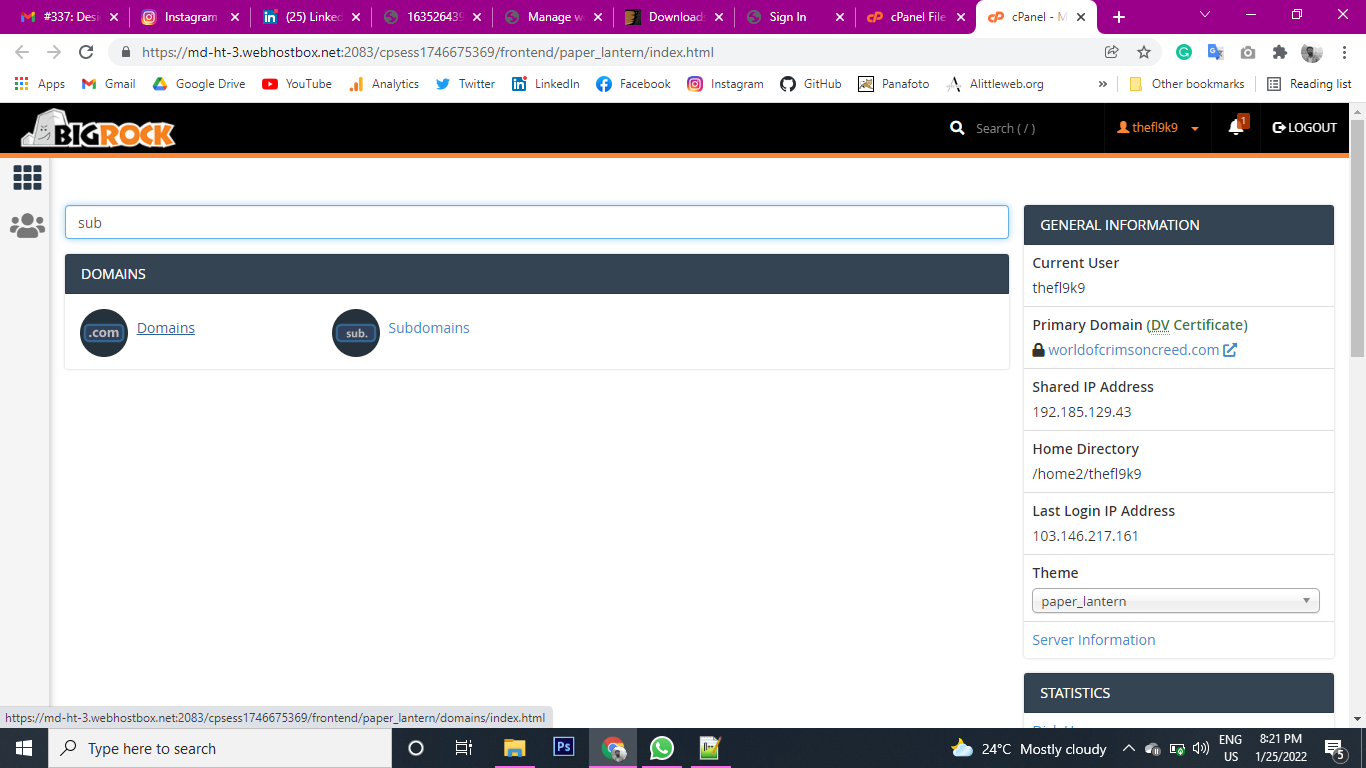 #337: Desi
Instagram
(25) Linked
163526439
Manage w
Downloads
Sign In
cPanel File
cPanel - M
https://md-ht-3.webhostbox.net:2083/cpsess1746675369/frontend/paper_lantern/index.html
Apps
Gmail
Google Drive
YouTube
Analytics
Twitter
LinkedIn
Facebook
Instagram
GitHub
Panafoto
Alittleweb.org
»
Other bookmarks
Reading list
BIGROCK
Search ( / )
thefl9k9
1
LOGOUT
sub
DOMAINS
.com
Domains
sub.
Subdomains
GENERAL INFORMATION
Current User
thefl9k9
Primary Domain (DV Certificate)
worldofcrimsoncreed.com
Shared IP Address
192.185.129.43
Home Directory
/home2/thefl9k9
Last Login IP Address
103.146.217.161
Theme
paper_lantern
Server Information
STATISTICS
https://md-ht-3.webhostbox.net:2083/cpsess1746675369/frontend/paper_lantern/domains/index.html
Type here to search
Ps
24°C Mostly cloudy
ENG
US
8:21 PM
1/25/2022
5